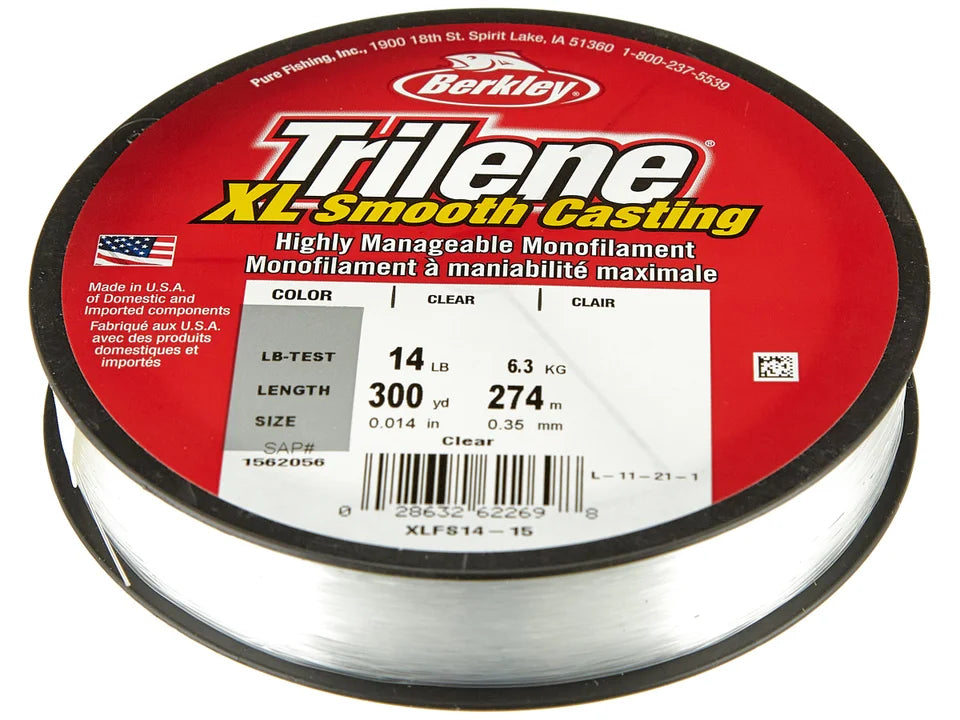 Pure Fishing, Inc., 1900 18th St. Spirit Lake, IA 51360 1-800-237-5539
Berkley®
Trilene®
XL Smooth Casting
Highly Manageable Monofilament
Monofilament à maniabilité maximale
Made in U.S.A.
of Domestic and
Imported components
Fabriqué aux U.S.A.
avec des produits
domestiques et
importés
COLOR | CLEAR | CLAIR
LB-TEST 14 LB 6.3 KG
LENGTH 300 yd 274 m
SIZE 0.014 in 0.35 mm
Clear
SAP#
1562056
L-11-21-1
0 28632 62269 8
XLFS14-15